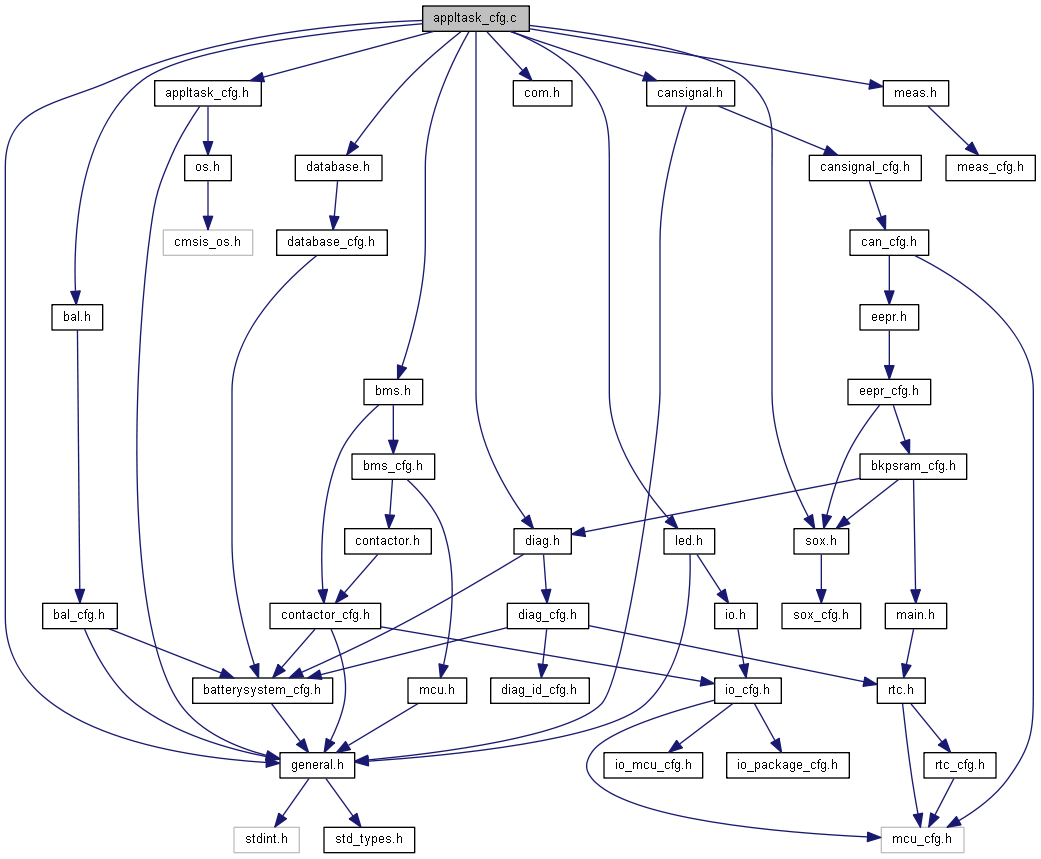 appltask_cfg.c
appltask_cfg.h
com.h
cansignal.h
meas.h
os.h
database.h
cansignal_cfg.h
meas_cfg.h
cmsis_os.h
database_cfg.h
can_cfg.h
bal.h
eepr.h
bms.h
eepr_cfg.h
bms_cfg.h
bkpsram_cfg.h
contactor.h
diag.h
led.h
sox.h
bal_cfg.h
contactor_cfg.h
diag_cfg.h
io.h
sox_cfg.h
main.h
batterysystem_cfg.h
mcu.h
diag_id_cfg.h
io_cfg.h
rtc.h
general.h
io_mcu_cfg.h
io_package_cfg.h
rtc_cfg.h
stdint.h
std_types.h
mcu_cfg.h